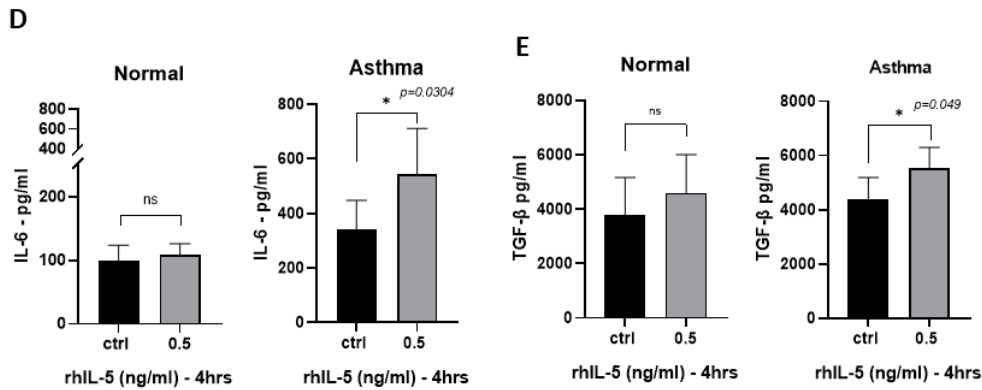 D
Normal
IL-6 - pg/ml
800
600
400
200
100
0
ns
ctrl 0.5
rhIL-5 (ng/ml) - 4hrs
Asthma
IL-6 - pg/ml
800
600
400
200
0
* p=0.0304
ctrl 0.5
rhIL-5 (ng/ml) - 4hrs
E
Normal
TGF-β pg/ml
8000
6000
4000
2000
0
ns
ctrl 0.5
rhIL-5 (ng/ml) - 4hrs
Asthma
TGF-β pg/ml
8000
6000
4000
2000
0
* p=0.049
ctrl 0.5
rhIL-5 (ng/ml) - 4hrs